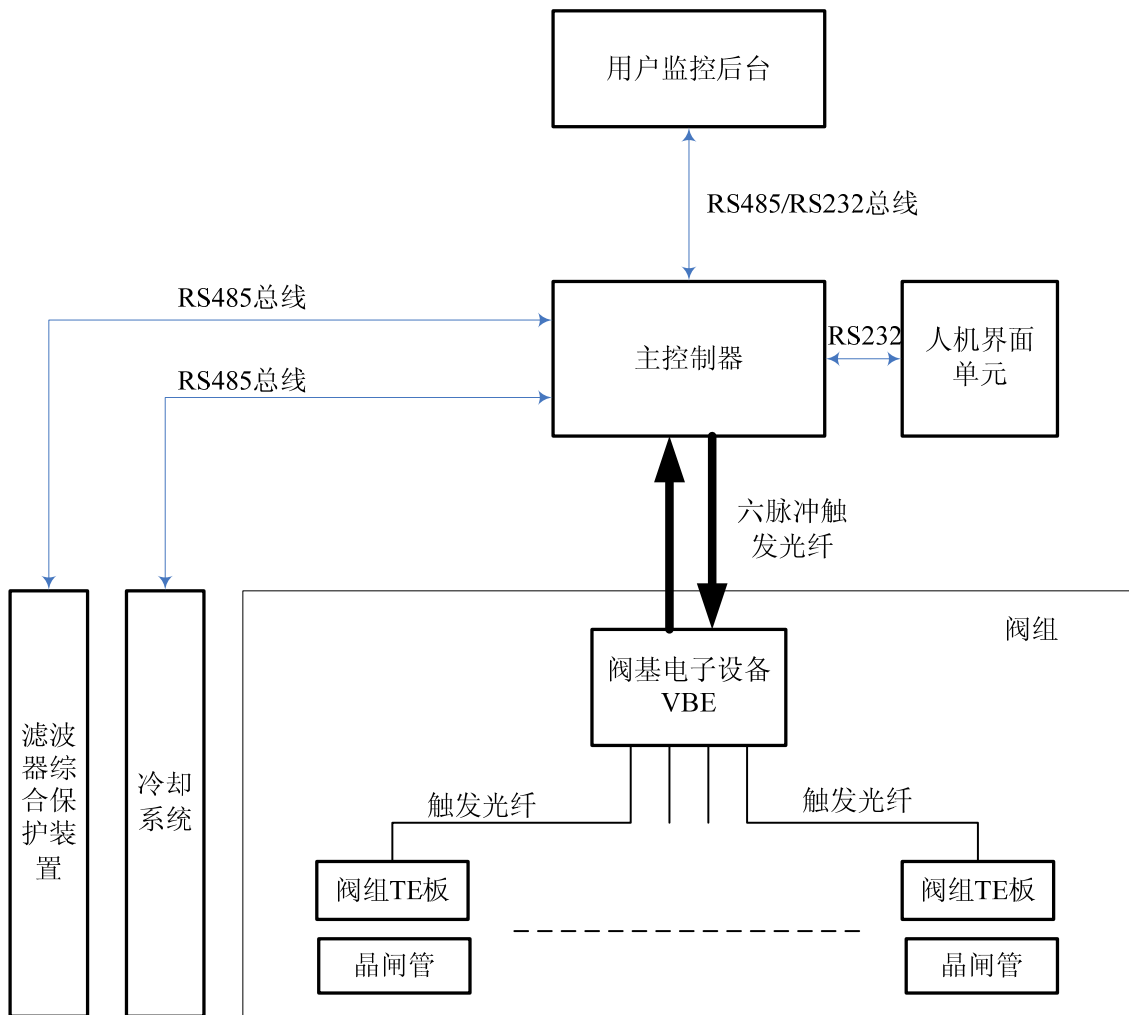 用户监控后台
RS485/RS232总线
RS485总线
主控制器
RS232
人机界面
单元
RS485总线
六脉冲触
发光纤
阀组
阀基电子设备
VBE
滤波
器综
合保
护装
置
冷却
系统
触发光纤
触发光纤
阀组TE板
阀组TE板
晶闸管
晶闸管